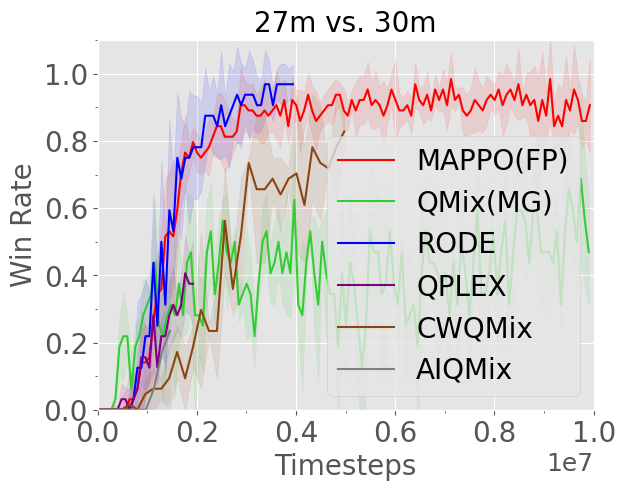 27m vs. 30m
Win Rate
1.0
0.8
0.6
0.4
0.2
0.0
MAPPO(FP)
QMix(MG)
RODE
QPLEX
CWQMix
AIQMix
0.0 0.2 0.4 0.6 0.8 1.0
Timesteps
1e7